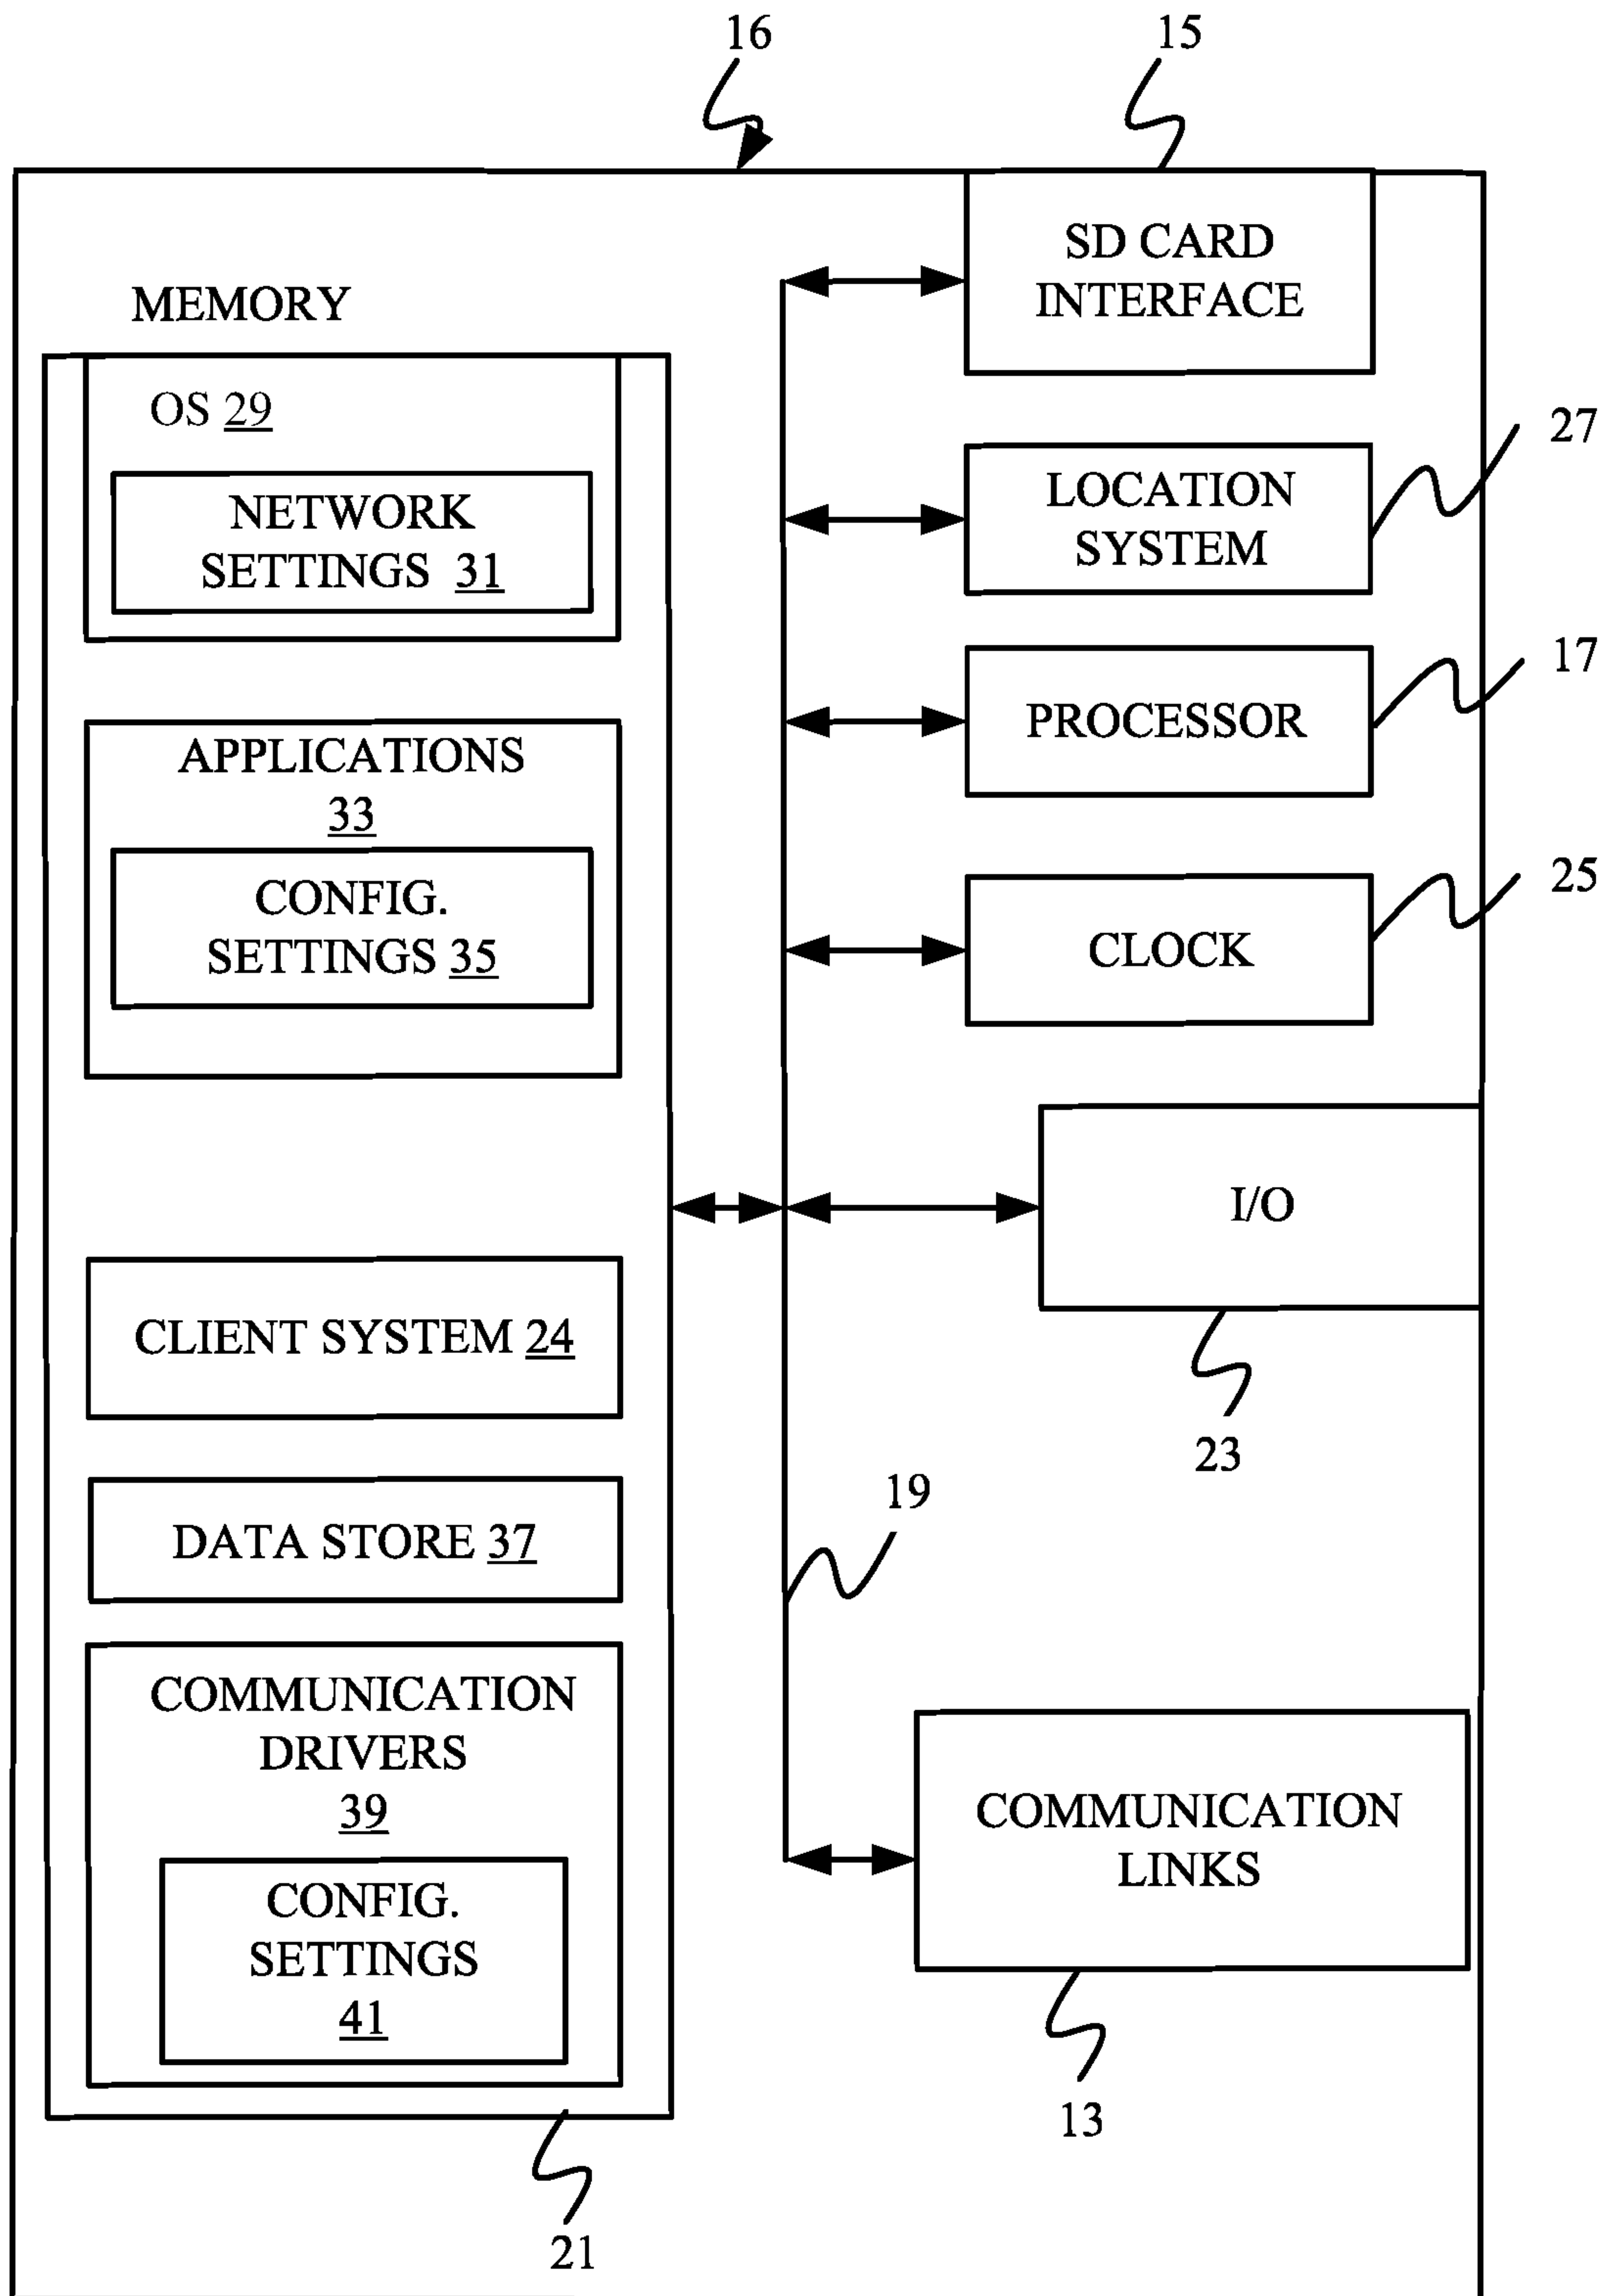 16
15
SD CARD
INTERFACE
MEMORY
OS 29
NETWORK
SETTINGS 31
27
LOCATION
SYSTEM
17
PROCESSOR
APPLICATIONS
33
CONFIG.
SETTINGS 35
25
CLOCK
I/O
23
CLIENT SYSTEM 24
19
DATA STORE 37
COMMUNICATION
DRIVERS
39
CONFIG.
SETTINGS
41
COMMUNICATION
LINKS
13
21